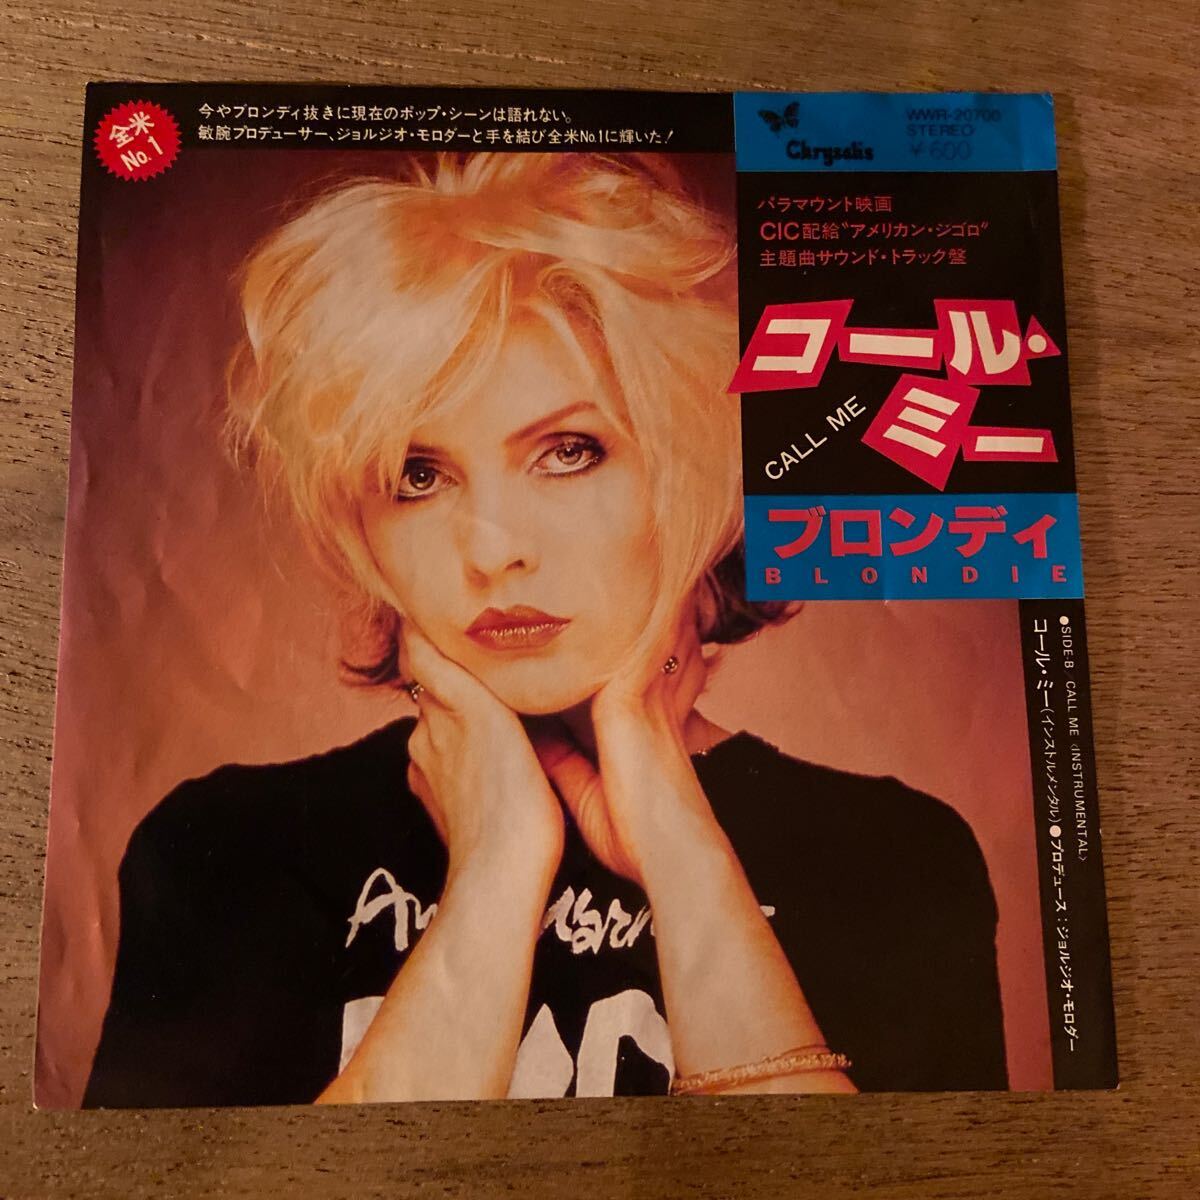 全米
No.1
今やブロンディ抜きに現在のポップ・シーンは語れない。
敏腕プロデューサー、ジョルジオ・モロダーと手を結び全米No.1に輝いた！
Chrysalis
WWR-20700
STEREO
¥600
パラマウント映画
CIC配給“アメリカン・ジゴロ”
主題曲サウンド・トラック盤
コール・
ミー
CALL ME
ブロンディ
BLONDIE
●SIDE-B CALL ME〈INSTRUMENTAL〉
コール・ミー(インストルメンタル)●プロデュース：ジョルジオ・モロダー